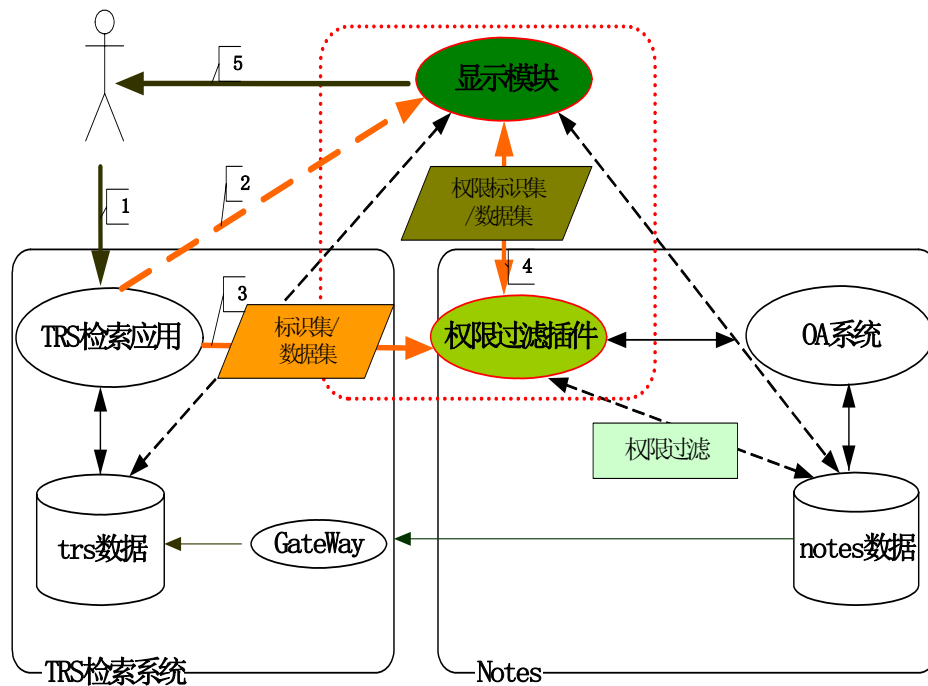 5
显示模块
2
权限标识集
/数据集
1
4
3
TRS检索应用
标识集/
数据集
权限过滤插件
OA系统
权限过滤
trs数据
GateWay
notes数据
TRS检索系统
Notes